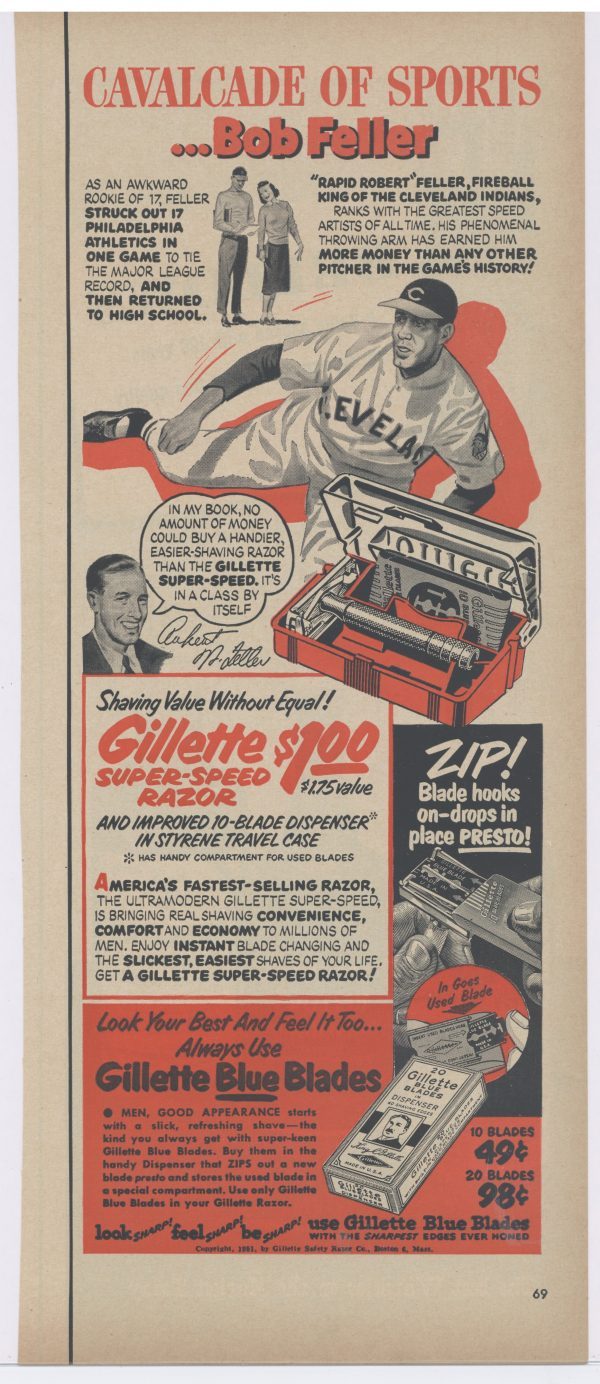 CAVALCADE OF SPORTS
...Bob Feller
AS AN AWKWARD
ROOKIE OF 17, FELLER
STRUCK OUT 17
PHILADELPHIA
ATHLETICS IN
ONE GAME TO TIE
THE MAJOR LEAGUE
RECORD, AND
THEN RETURNED
TO HIGH SCHOOL.
"RAPID ROBERT" FELLER, FIREBALL
KING OF THE CLEVELAND INDIANS,
RANKS WITH THE GREATEST SPEED
ARTISTS OF ALL TIME. HIS PHENOMENAL
THROWING ARM HAS EARNED HIM
MORE MONEY THAN ANY OTHER
PITCHER IN THE GAME'S HISTORY!
C
LEVELAN
IN MY BOOK, NO
AMOUNT OF MONEY
COULD BUY A HANDIER,
EASIER-SHAVING RAZOR
THAN THE GILLETTE
SUPER-SPEED. IT'S
IN A CLASS BY
ITSELF
Robert
W. Feller
Gillette
Shaving Value Without Equal!
Gillette $1.00
SUPER-SPEED
RAZOR
$1.75 value
AND IMPROVED 10-BLADE DISPENSER*
IN STYRENE TRAVEL CASE
* HAS HANDY COMPARTMENT FOR USED BLADES
AMERICA'S FASTEST-SELLING RAZOR,
THE ULTRAMODERN GILLETTE SUPER-SPEED,
IS BRINGING REAL SHAVING CONVENIENCE,
COMFORT AND ECONOMY TO MILLIONS OF
MEN. ENJOY INSTANT BLADE CHANGING AND
THE SLICKEST, EASIEST SHAVES OF YOUR LIFE.
GET A GILLETTE SUPER-SPEED RAZOR!
ZIP!
Blade hooks
on-drops in
place PRESTO!
BLUE BLADE
Gillette
In Goes
Used Blade
Look Your Best And Feel It Too...
Always Use
Gillette Blue Blades
● MEN, GOOD APPEARANCE starts
with a slick, refreshing shave—the
kind you always get with super-keen
Gillette Blue Blades. Buy them in the
handy Dispenser that ZIPS out a new
blade presto and stores the used blade in
a special compartment. Use only Gillette
Blue Blades in your Gillette Razor.
20
Gillette
BLUE
BLADES
IN
DISPENSER
40 SHAVING EDGES
King C. Gillette
Gillette
MADE IN U.S.A.
10 BLADES
49¢
20 BLADES
98¢
look SHARP! feel SHARP! be SHARP! use Gillette Blue Blades
WITH THE SHARPEST EDGES EVER HONED
Copyright, 1951, by Gillette Safety Razor Co., Boston 6, Mass.
69